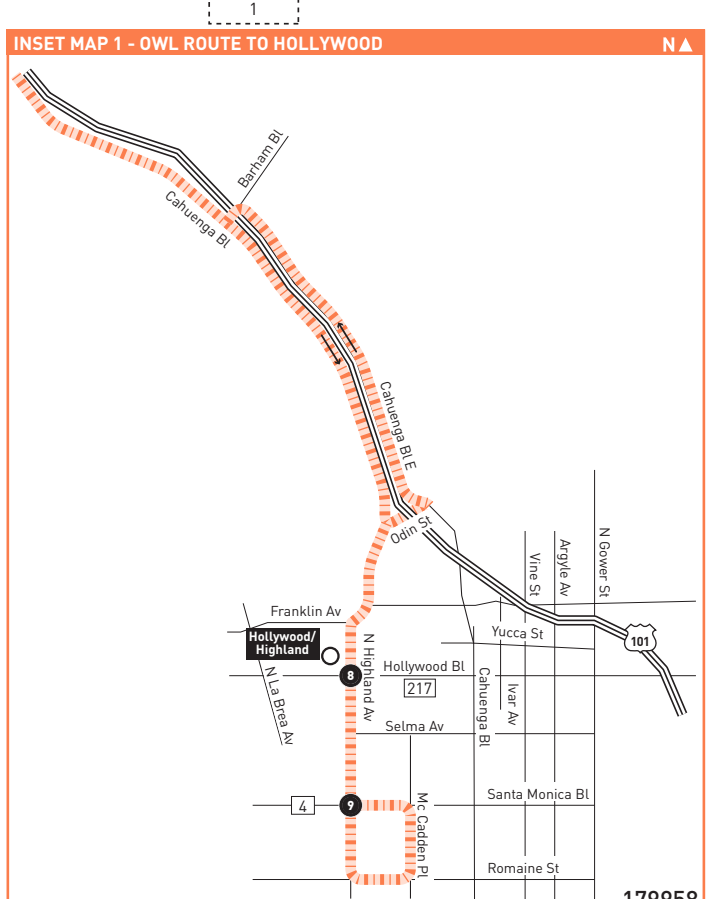 1
INSET MAP 1 - OWL ROUTE TO HOLLYWOOD
N
Barham Bl
Cahuenga Bl
Cahuenga Bl E
Odin St
N Gower St
Argyle Av
Vine St
Franklin Av
Yucca St
101
Hollywood/
Highland
N Highland Av
Hollywood Bl
8
217
N La Brea Av
Cahuenga Bl
Ivar Av
Selma Av
Santa Monica Bl
4
9
Mc Cadden Pl
Romaine St